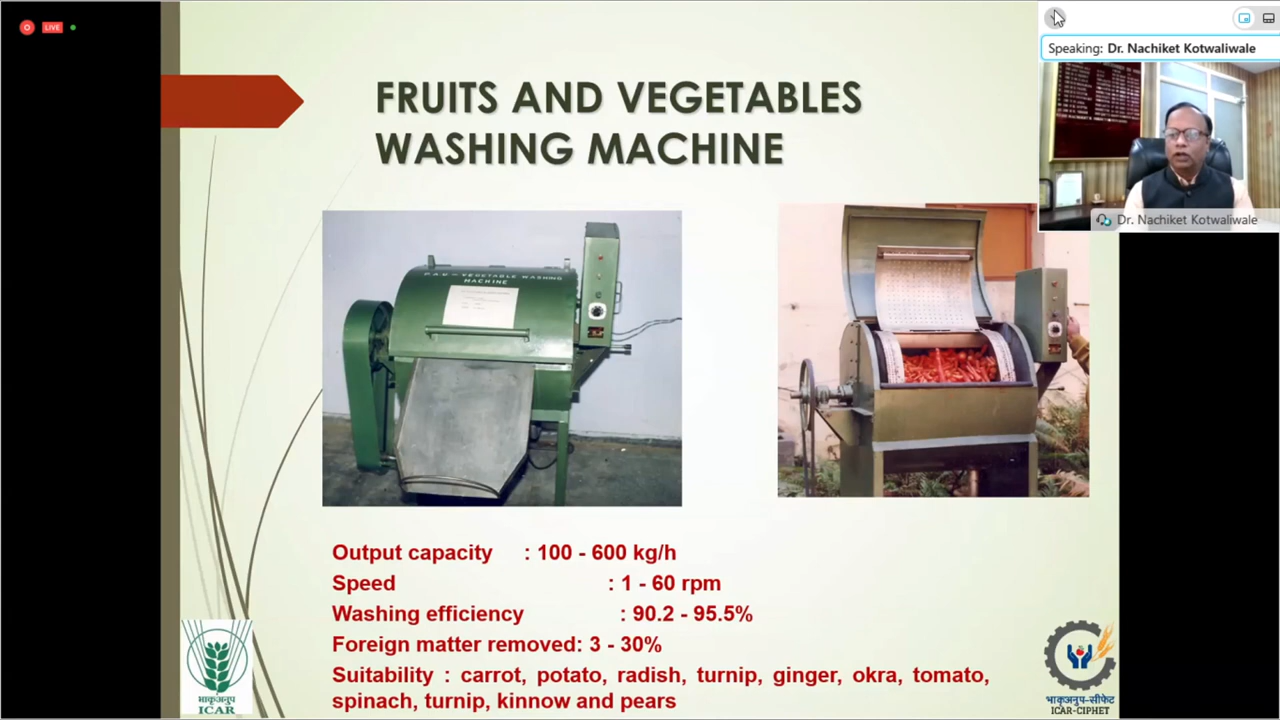 LIVE
Speaking: Dr. Nachiket Kotwaliwale
FRUITS AND VEGETABLES
WASHING MACHINE
Dr. Nachiket Kotwaliwale
P.A.U - VEGETABLE WASHING
MACHINE
Output capacity : 100 - 600 kg/h
Speed : 1 - 60 rpm
Washing efficiency : 90.2 - 95.5%
Foreign matter removed: 3 - 30%
Suitability : carrot, potato, radish, turnip, ginger, okra, tomato,
spinach, turnip, kinnow and pears
भाकृअनुप
ICAR
भाकृअनुप-सीफेट
ICAR-CIPHET